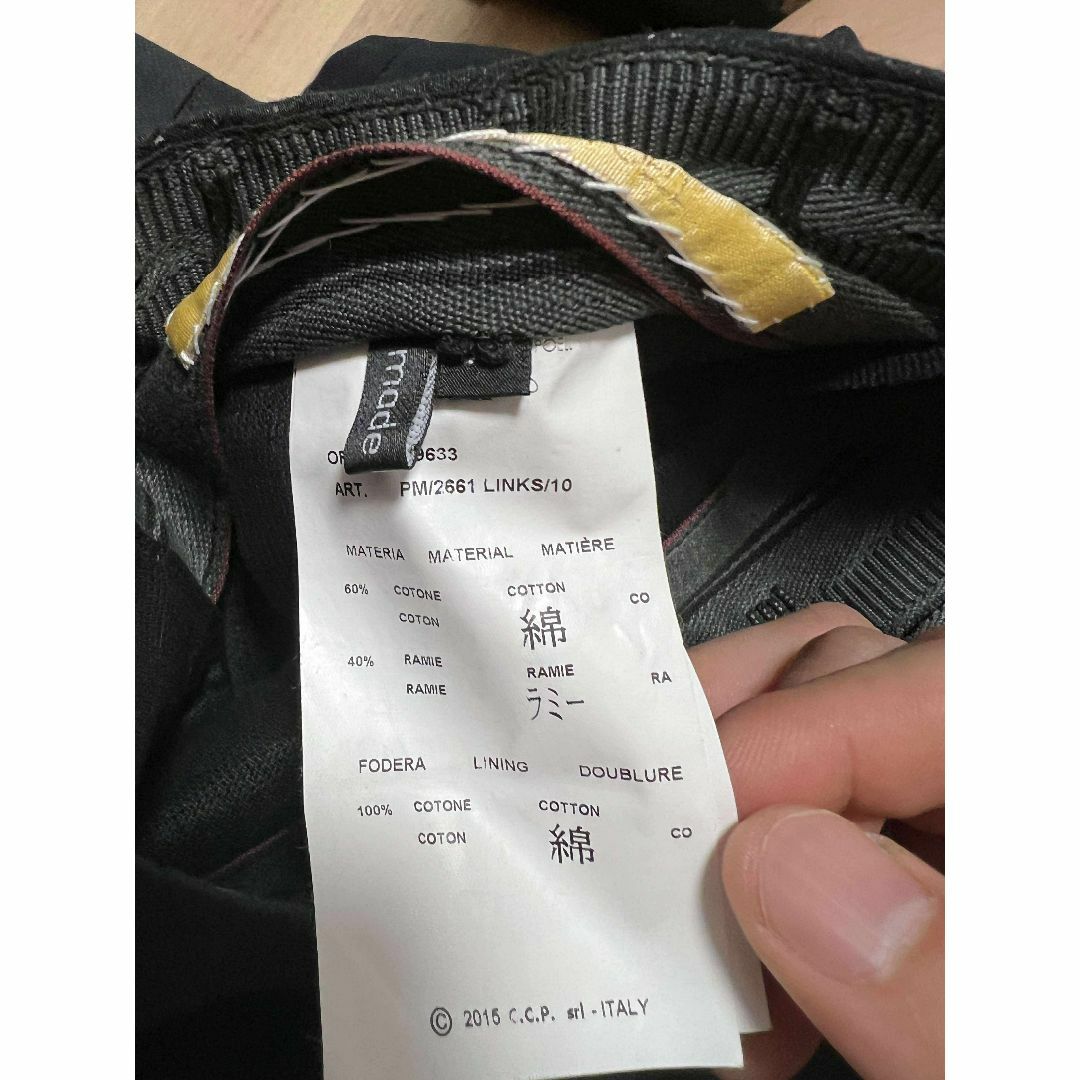 made
9633
ART. PM/2661 LINKS/10
MATERIA MATERIAL MATIÈRE
60% COTONE COTTON CO
COTON 綿
40% RAMIE RAMIE RA
RAMIE ラミー
FODERA LINING DOUBLURE
100% COTONE COTTON CO
COTON 綿
© 2015 C.C.P. srl - ITALY